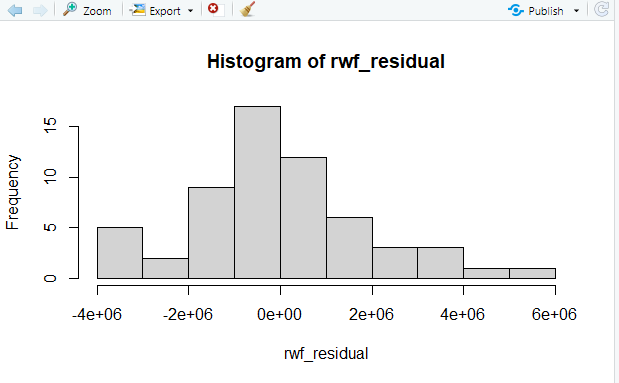 Zoom Export Publish
Histogram of rwf_residual
Frequency
15
10
5
0
-4e+06 -2e+06 0e+00 2e+06 4e+06 6e+06
rwf_residual